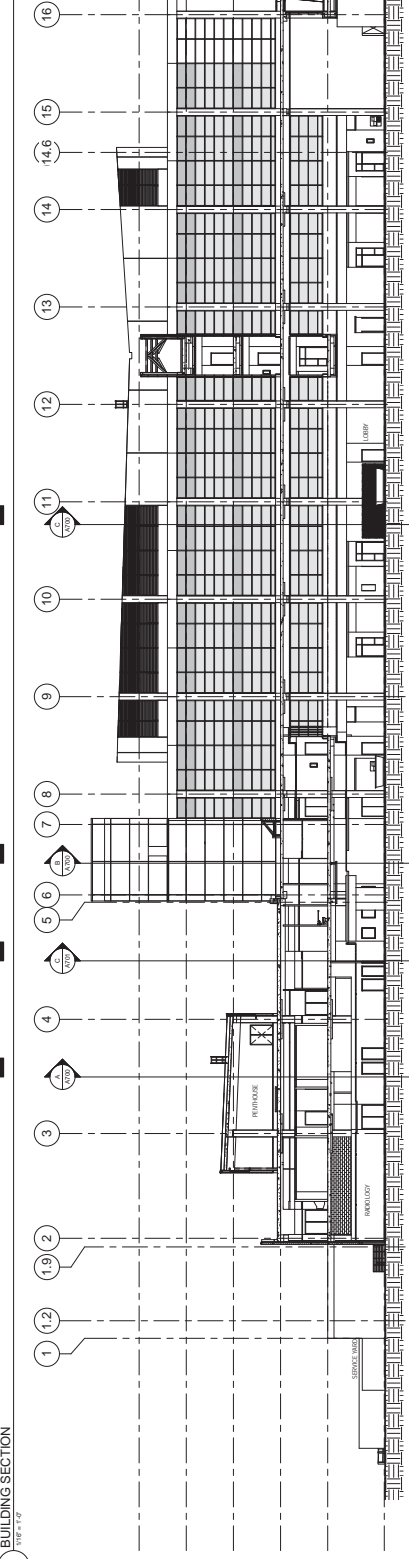 BUILDING SECTION
1/16" = 1'-0"
1
1.2
1.9
2
3
4
5
6
7
8
9
10
11
12
13
14
14.6
15
16
A
A700
C
A701
B
A700
C
A700
PENTHOUSE
SERVICE YARD
RADIOLOGY
LOBBY